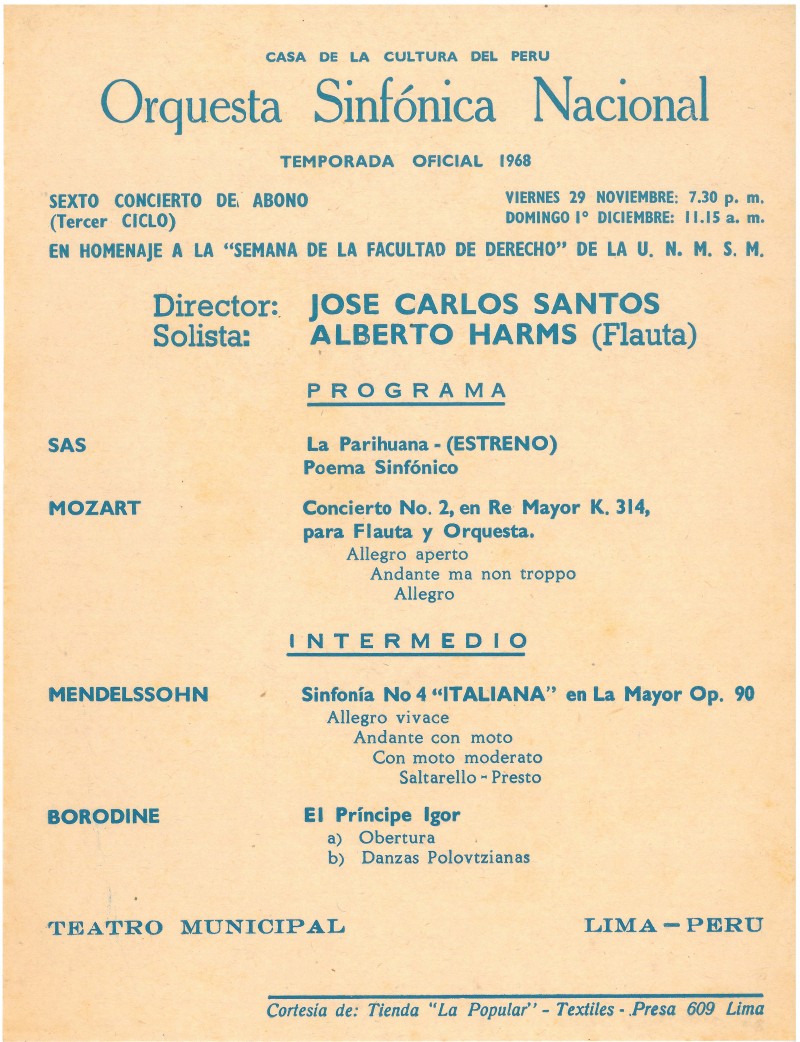 CASA DE LA CULTURA DEL PERU
Orquesta Sinfónica Nacional
TEMPORADA OFICIAL 1968
SEXTO CONCIERTO DE ABONO
(Tercer CICLO)
VIERNES 29 NOVIEMBRE: 7.30 p. m.
DOMINGO 1° DICIEMBRE: 11.15 a. m.
EN HOMENAJE A LA "SEMANA DE LA FACULTAD DE DERECHO" DE LA U. N. M. S. M.
Director: JOSE CARLOS SANTOS
Solista: ALBERTO HARMS (Flauta)
PROGRAMA
SAS La Parihuana - (ESTRENO)
Poema Sinfónico
MOZART Concierto No. 2, en Re Mayor K. 314,
para Flauta y Orquesta.
Allegro aperto
Andante ma non troppo
Allegro
INTERMEDIO
MENDELSSOHN Sinfonía No 4 "ITALIANA" en La Mayor Op. 90
Allegro vivace
Andante con moto
Con moto moderato
Saltarello - Presto
BORODINE El Príncipe Igor
a) Obertura
b) Danzas Polovtzianas
TEATRO MUNICIPAL LIMA - PERU
Cortesía de: Tienda "La Popular" - Textiles - .Presa 609 Lima